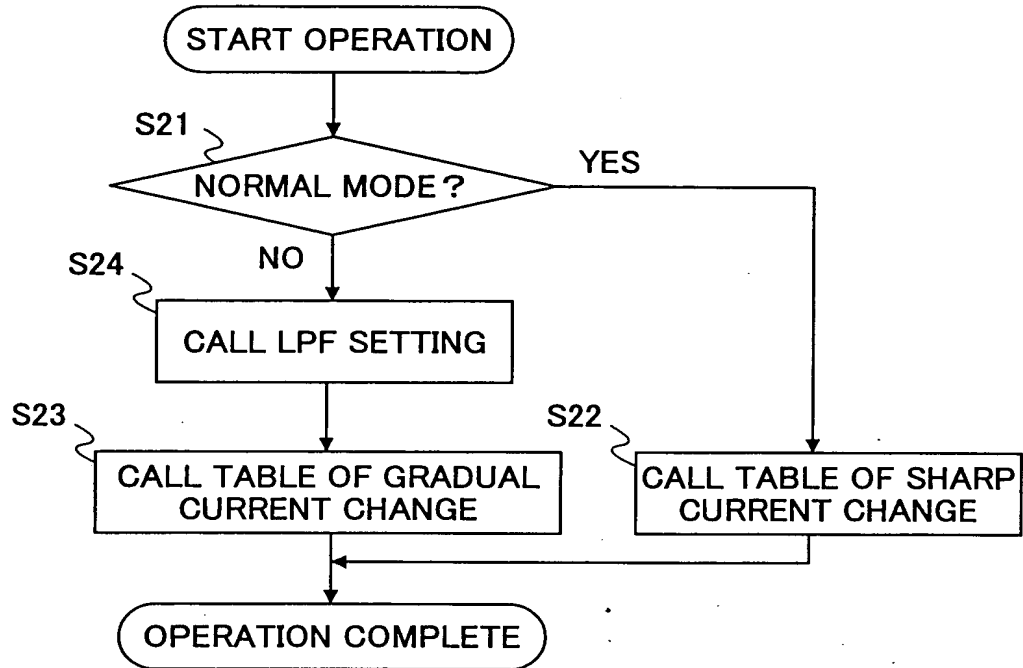 START OPERATION
S21
NORMAL MODE?
YES
NO
S24
CALL LPF SETTING
S23
CALL TABLE OF GRADUAL
CURRENT CHANGE
S22
CALL TABLE OF SHARP
CURRENT CHANGE
OPERATION COMPLETE